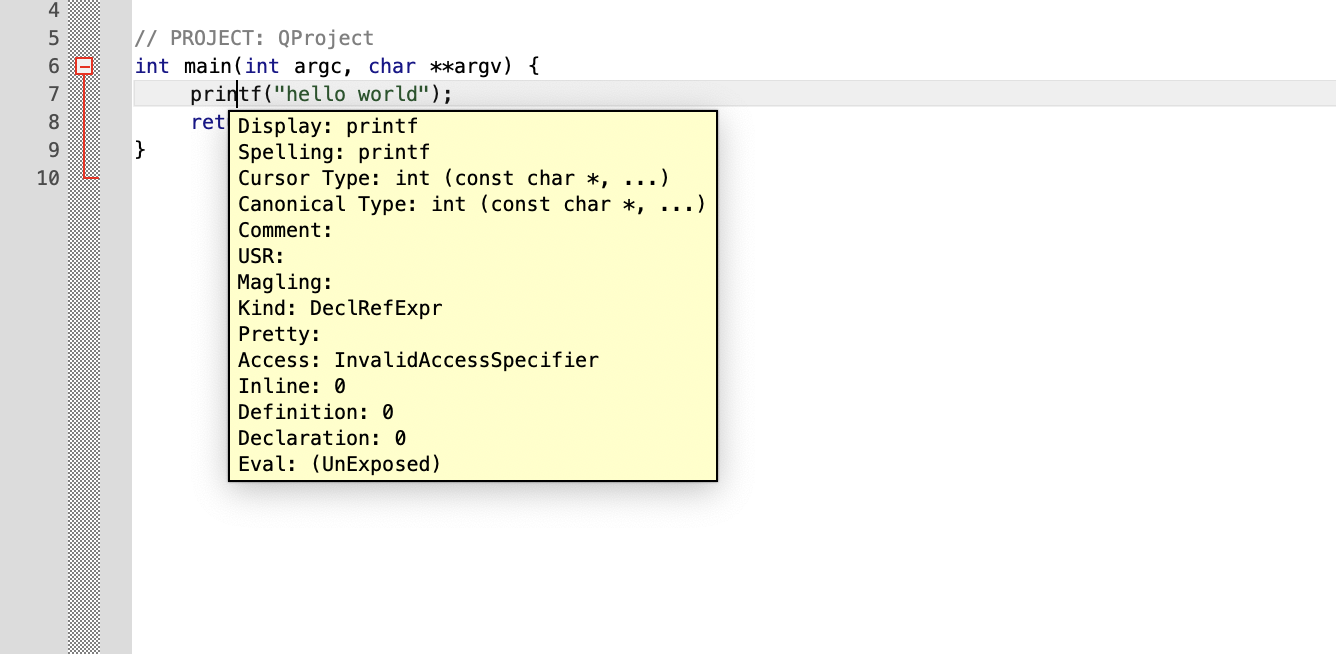 4
5 // PROJECT: QProject
6 int main(int argc, char **argv) {
7 printf("hello world");
8 ret
9 }
10
Display: printf
Spelling: printf
Cursor Type: int (const char *, ...)
Canonical Type: int (const char *, ...)
Comment:
USR:
Magling:
Kind: DeclRefExpr
Pretty:
Access: InvalidAccessSpecifier
Inline: 0
Definition: 0
Declaration: 0
Eval: (UnExposed)